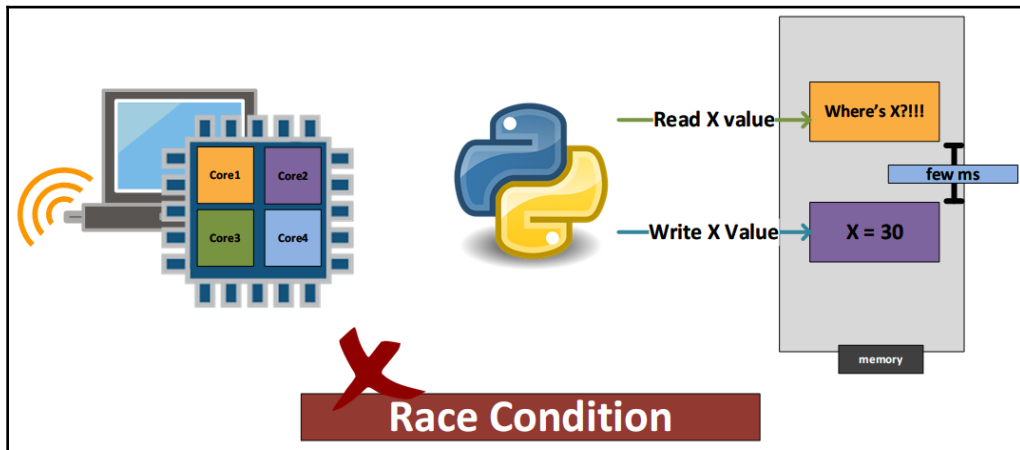 Core1
Core2
Core3
Core4
Read X value
Where's X?!!!
few ms
Write X Value
X = 30
memory
Race Condition